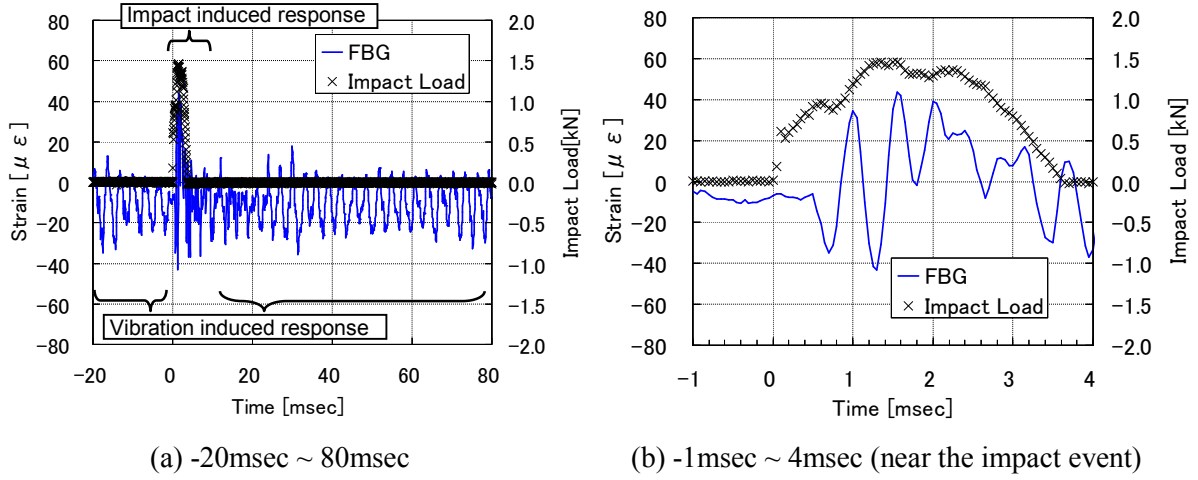 Impact induced response
80
60
40
20
0
-20
-40
-60
-80
Strain [με]
FBG
Impact Load
2.0
1.5
1.0
0.5
0.0
-0.5
-1.0
-1.5
-2.0
Impact Load[kN]
Vibration induced response
-20 0 20 40 60 80
Time [msec]
(a) -20msec ~ 80msec
80
60
40
20
0
-20
-40
-60
-80
Strain [με]
FBG
Impact Load
2.0
1.5
1.0
0.5
0.0
-0.5
-1.0
-1.5
-2.0
Impact Load [kN]
-1 0 1 2 3 4
Time [msec]
(b) -1msec ~ 4msec (near the impact event)